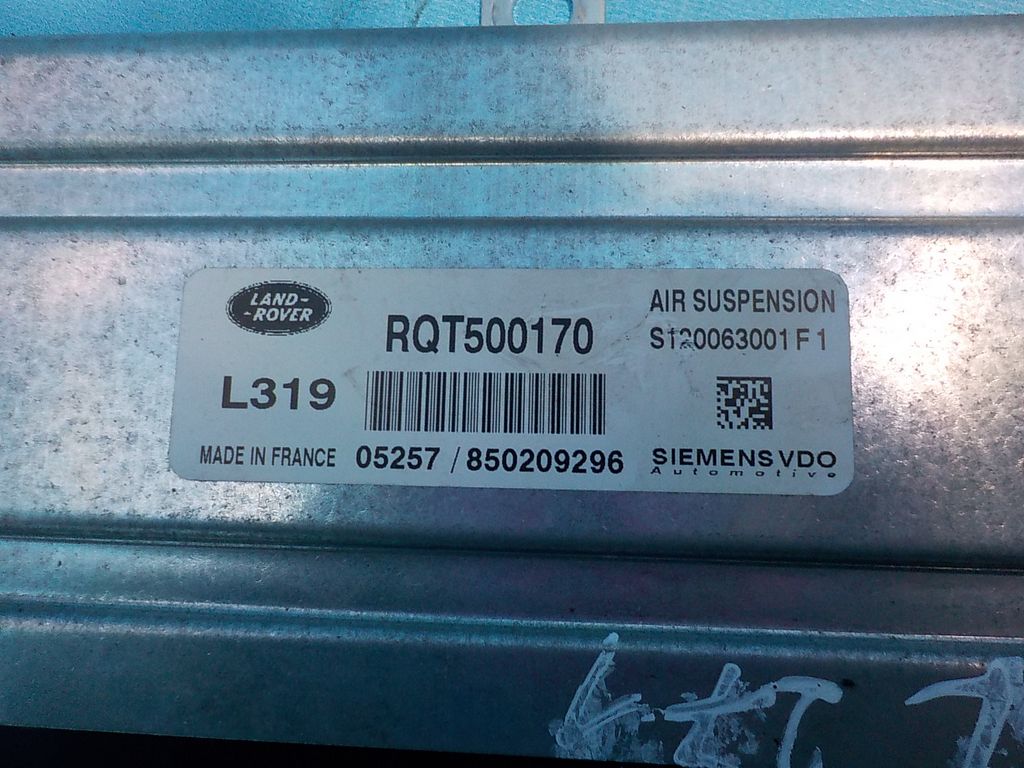 LAND-
-ROVER
RQT500170
AIR SUSPENSION
S120063001 F 1
L319
MADE IN FRANCE
05257 / 850209296
SIEMENS VDO
Automotive